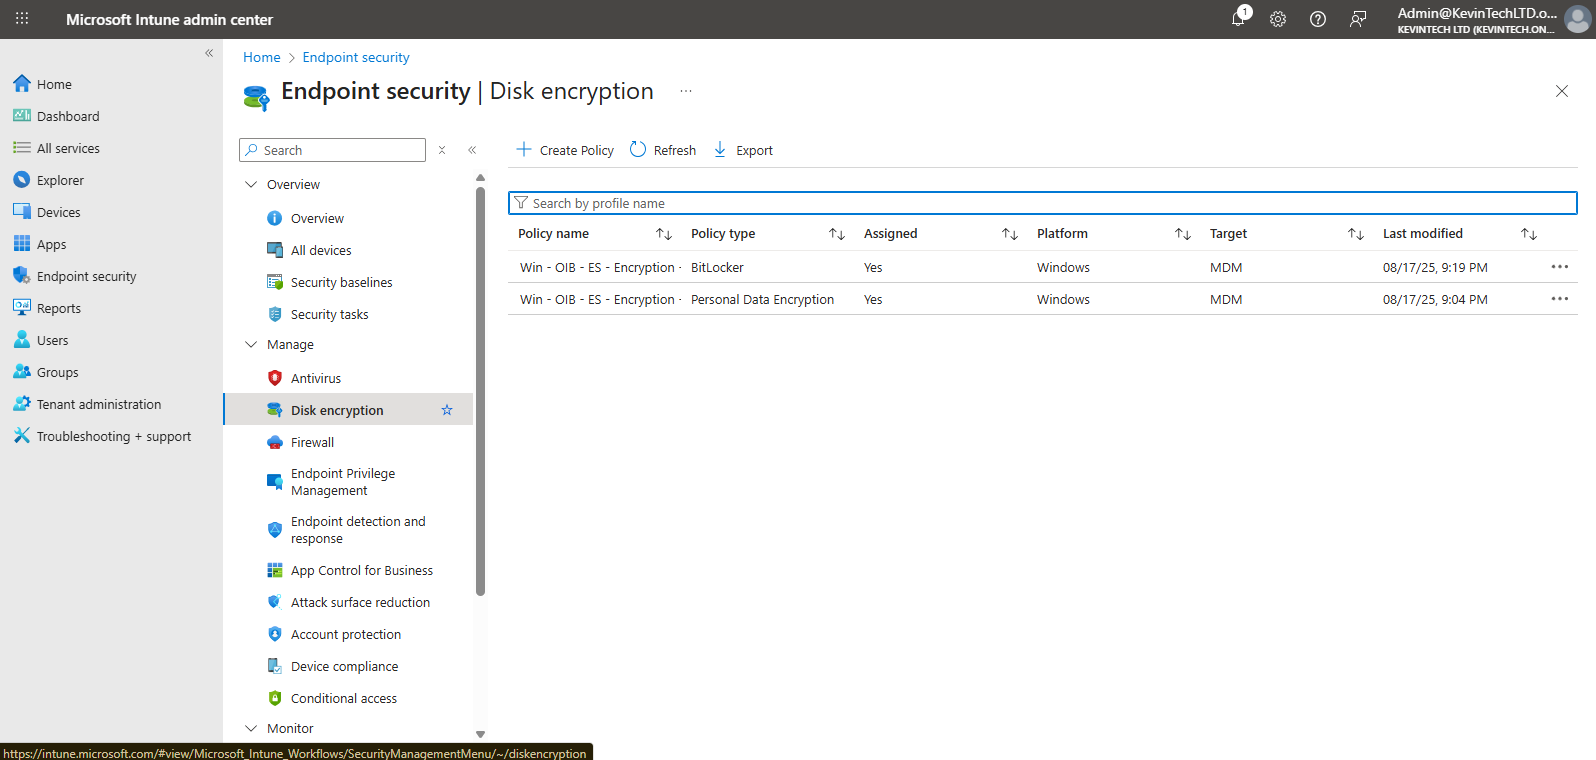 Microsoft Intune admin center
1
Admin@KevinTechLTD.o...
KEVINTECH LTD (KEVINTECH.ON...
Home
Dashboard
All services
Explorer
Devices
Apps
Endpoint security
Reports
Users
Groups
Tenant administration
Troubleshooting + support
Home > Endpoint security
Endpoint security | Disk encryption ...
Search
Overview
Overview
All devices
Security baselines
Security tasks
Manage
Antivirus
Disk encryption
Firewall
Endpoint Privilege
Management
Endpoint detection and
response
App Control for Business
Attack surface reduction
Account protection
Device compliance
Conditional access
Monitor
Create Policy Refresh Export
Search by profile name
Policy name Policy type Assigned Platform Target Last modified
Win - OIB - ES - Encryption - BitLocker Yes Windows MDM 08/17/25, 9:19 PM
Win - OIB - ES - Encryption - Personal Data Encryption Yes Windows MDM 08/17/25, 9:04 PM
https://intune.microsoft.com/#view/Microsoft_Intune_Workflows/SecurityManagementMenu/~/diskencryption